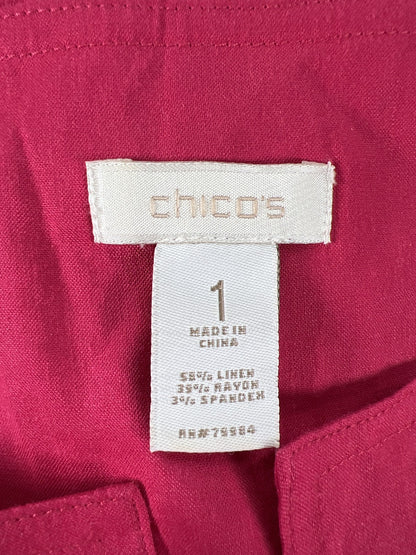 chico's
1
MADE IN
CHINA
58% LINEN
39% RAYON
3% SPANDEX
RN#79984